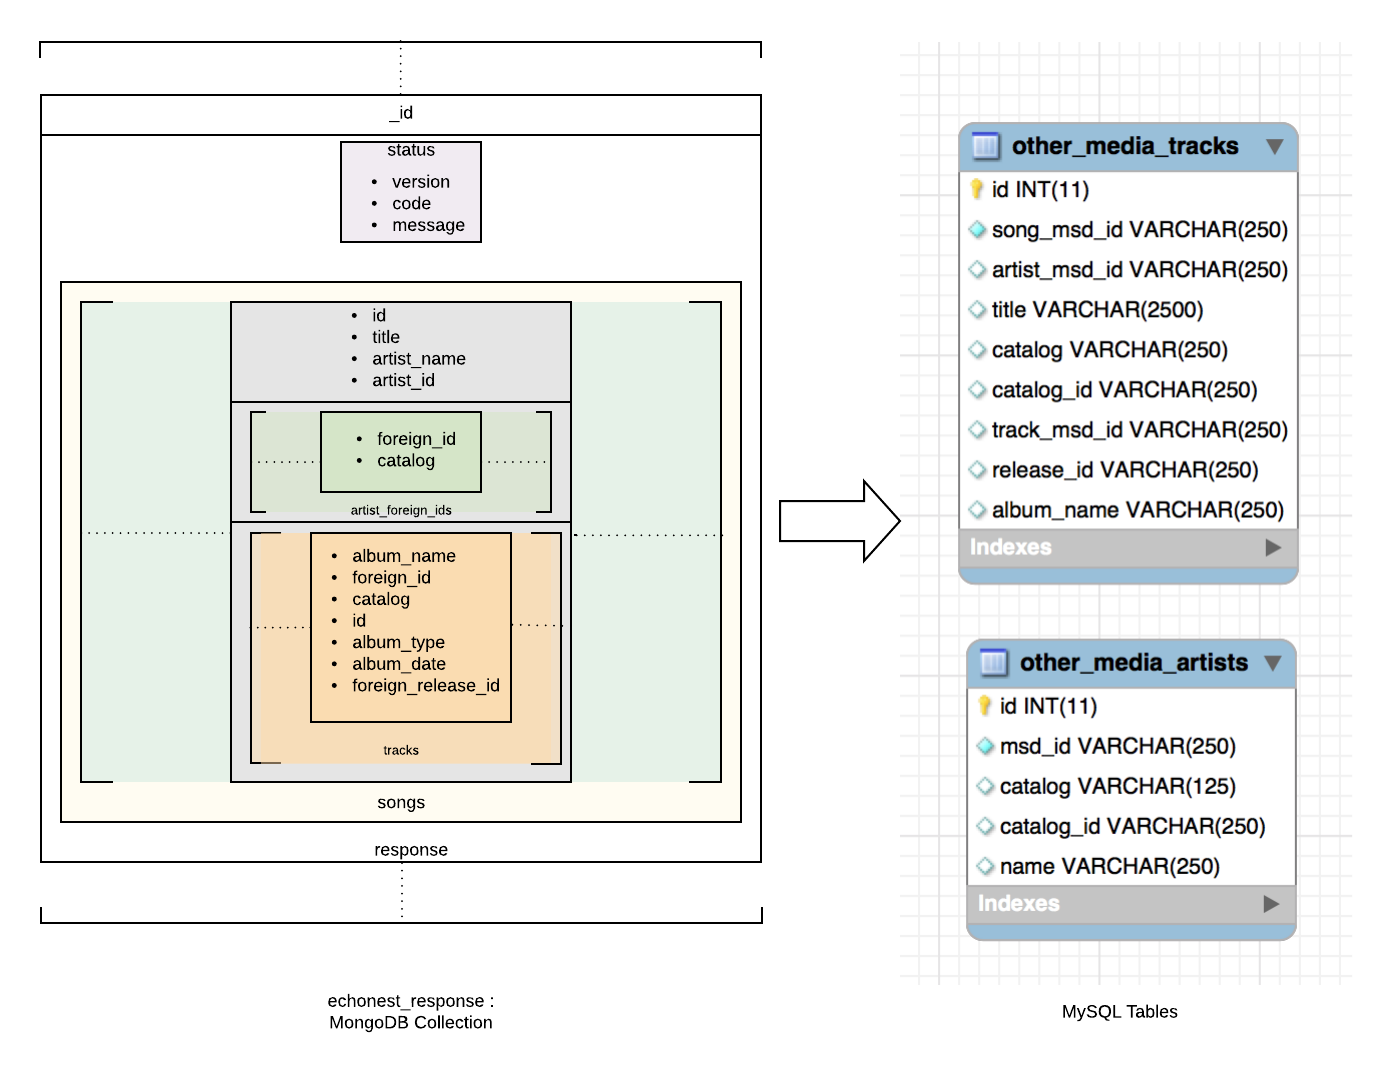 _id
status
• version
• code
• message
• id
• title
• artist_name
• artist_id
• foreign_id
• catalog
artist_foreign_ids
• album_name
• foreign_id
• catalog
• id
• album_type
• album_date
• foreign_release_id
tracks
songs
response
echonest_response :
MongoDB Collection
other_media_tracks
id INT(11)
song_msd_id VARCHAR(250)
artist_msd_id VARCHAR(250)
title VARCHAR(2500)
catalog VARCHAR(250)
catalog_id VARCHAR(250)
track_msd_id VARCHAR(250)
release_id VARCHAR(250)
album_name VARCHAR(250)
Indexes
other_media_artists
id INT(11)
msd_id VARCHAR(250)
catalog VARCHAR(125)
catalog_id VARCHAR(250)
name VARCHAR(250)
Indexes
MySQL Tables